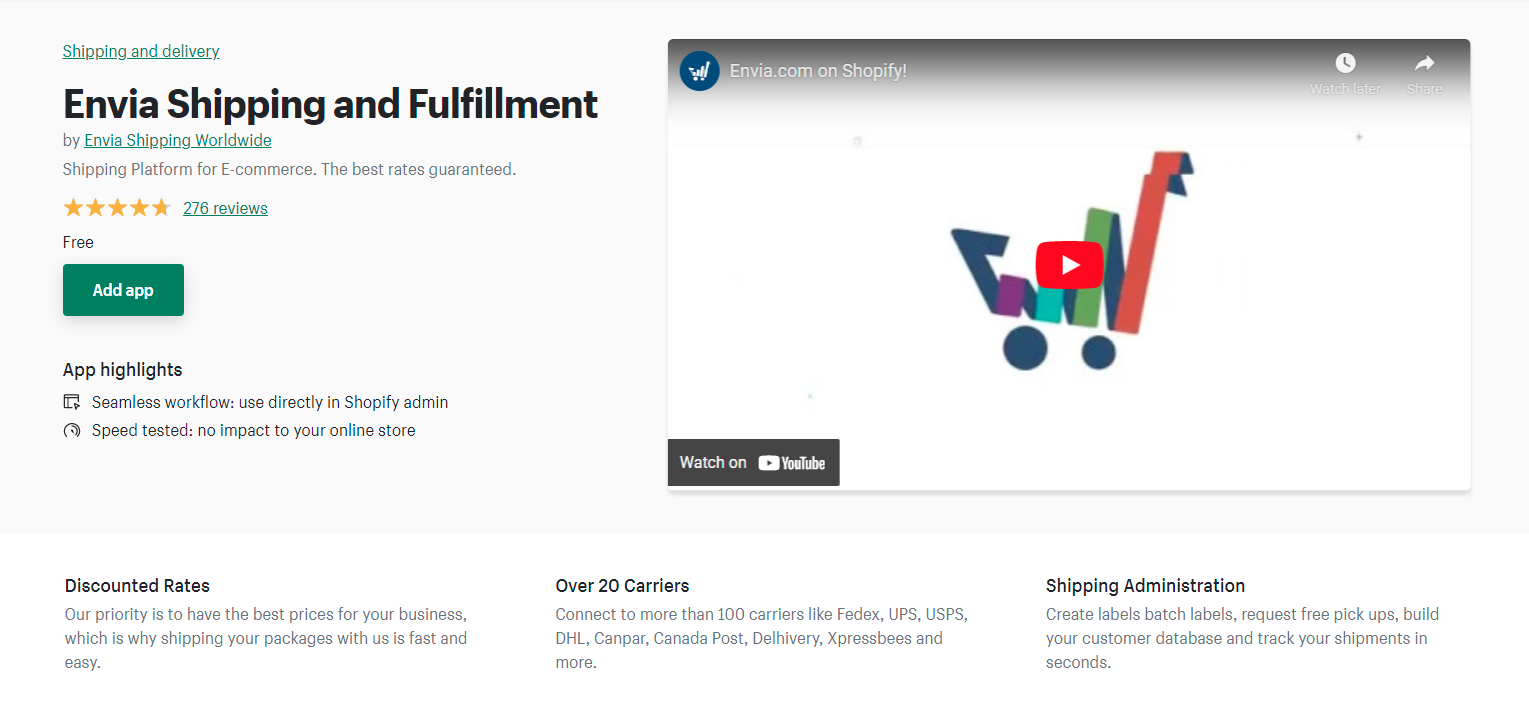 Shipping and delivery
Envia Shipping and Fulfillment
by Envia Shipping Worldwide
Shipping Platform for E-commerce. The best rates guaranteed.
276 reviews
Free
Add app
App highlights
Seamless workflow: use directly in Shopify admin
Speed tested: no impact to your online store
Envia.com on Shopify!
Watch later
Share
Watch on YouTube
Discounted Rates
Our priority is to have the best prices for your business,
which is why shipping your packages with us is fast and
easy.
Over 20 Carriers
Connect to more than 100 carriers like Fedex, UPS, USPS,
DHL, Canpar, Canada Post, Delhivery, Xpressbees and
more.
Shipping Administration
Create labels batch labels, request free pick ups, build
your customer database and track your shipments in
seconds.